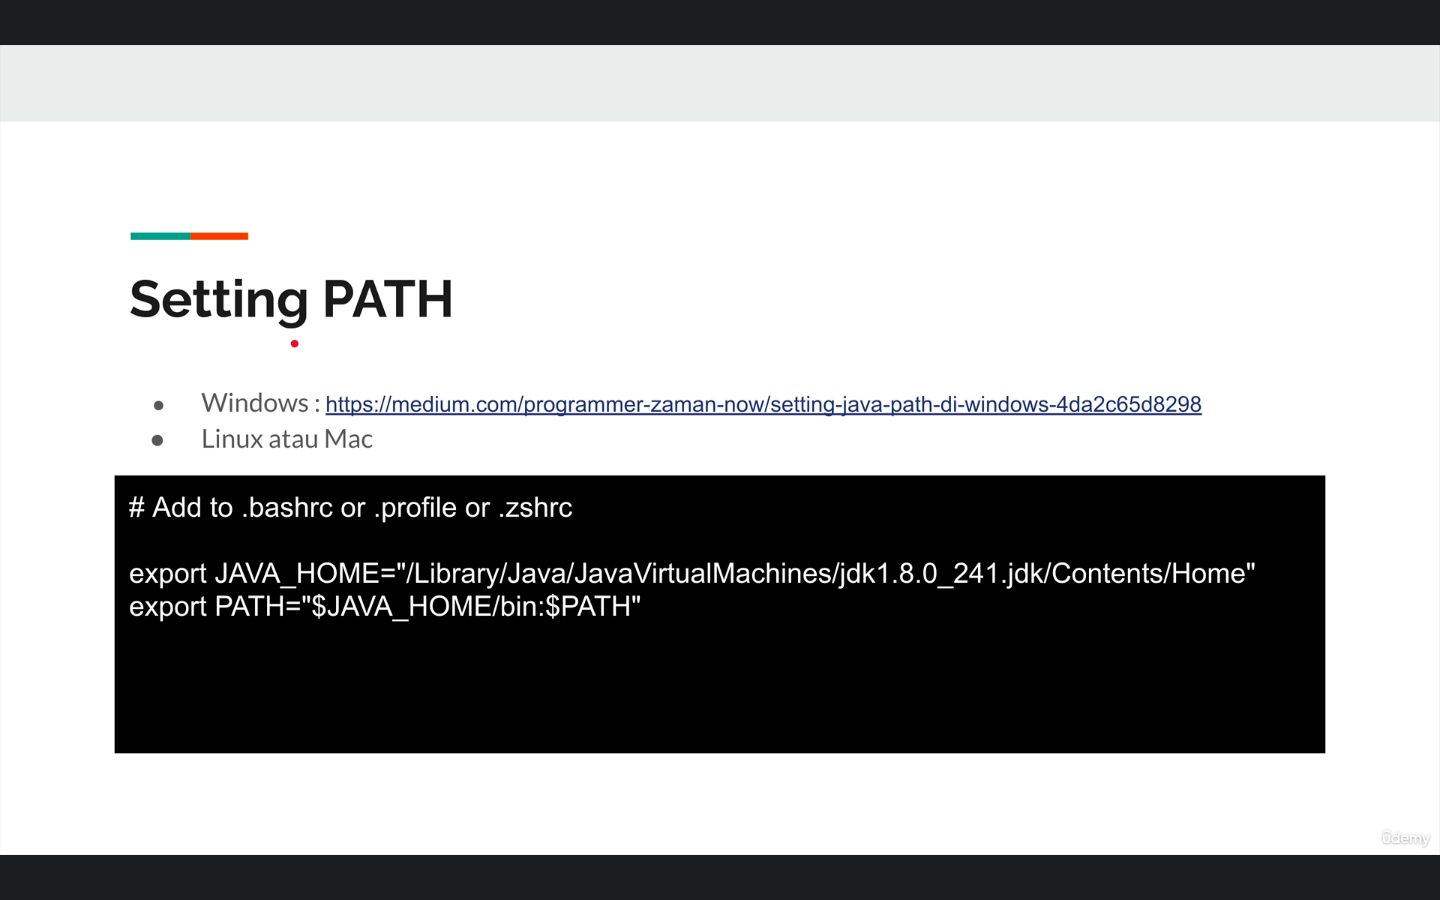 Setting PATH
● Windows : https://medium.com/programmer-zaman-now/setting-java-path-di-windows-4da2c65d8298
● Linux atau Mac
# Add to .bashrc or .profile or .zshrc
export JAVA_HOME="/Library/Java/JavaVirtualMachines/jdk1.8.0_241.jdk/Contents/Home"
export PATH="$JAVA_HOME/bin:$PATH"
ûdemy